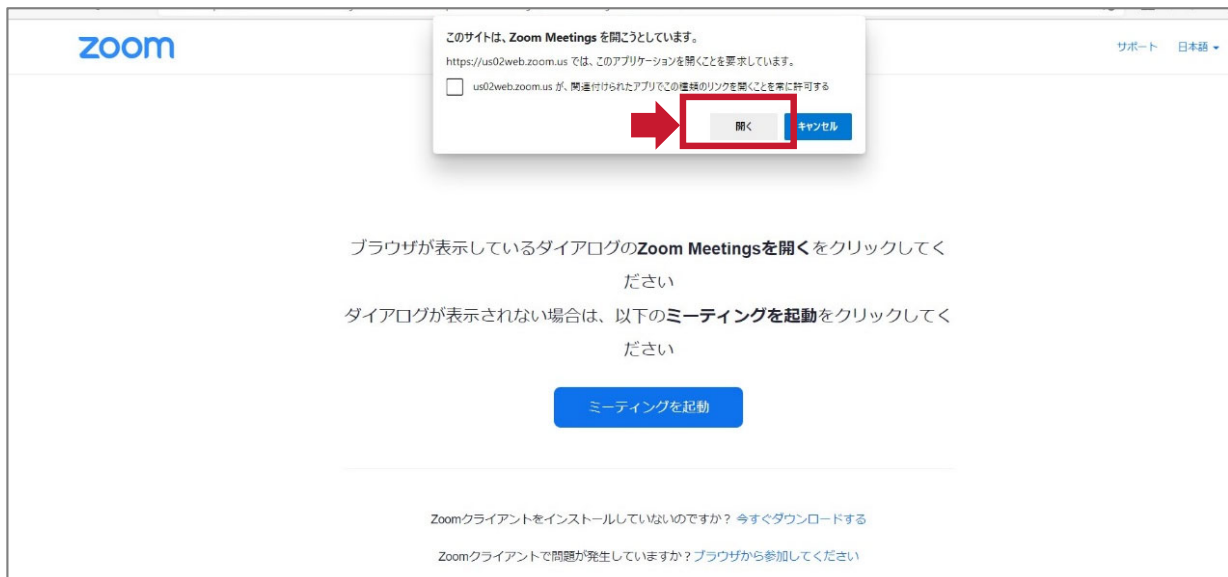 zoom
このサイトは、Zoom Meetings を開こうとしています。
https://us02web.zoom.us では、このアプリケーションを開くことを要求しています。
us02web.zoom.us が、関連付けられたアプリでこの種類のリンクを開くことを常に許可する
開く
キャンセル
サポート
日本語
ブラウザが表示しているダイアログのZoom Meetingsを開くをクリックしてく
ださい
ダイアログが表示されない場合は、以下のミーティングを起動をクリックしてく
ださい
ミーティングを起動
Zoomクライアントをインストールしていないのですか？ 今すぐダウンロードする
Zoomクライアントで問題が発生していますか？ブラウザから参加してください